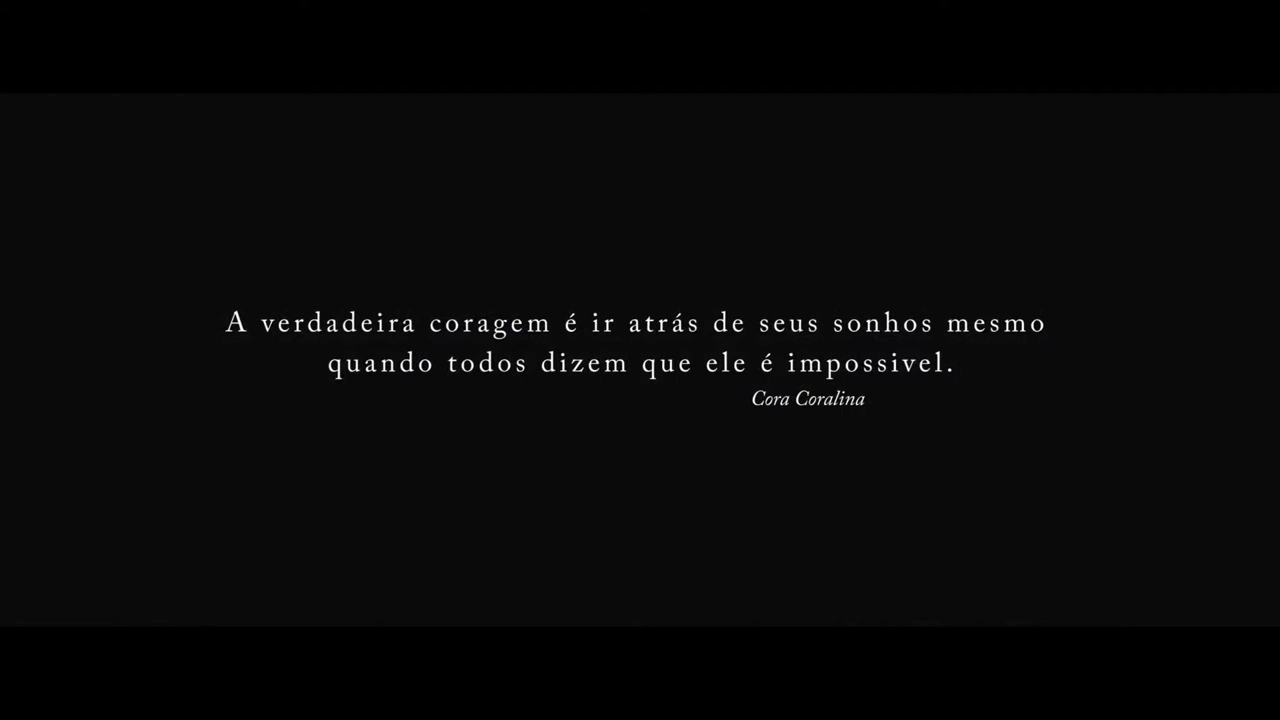 A verdadeira coragem é ir atrás de seus sonhos mesmo
quando todos dizem que ele é impossivel.
Cora Coralina